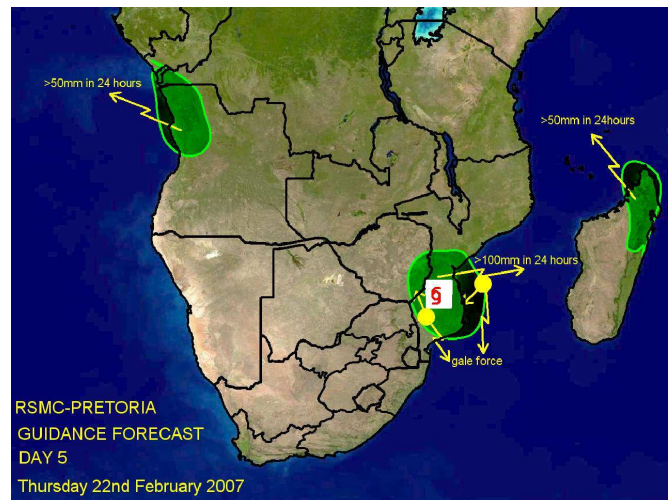 >50mm in 24 hours
>50mm in 24hours
>100mm in 24 hours
gale force
RSMC-PRETORIA
GUIDANCE FORECAST
DAY 5
Thursday 22nd February 2007